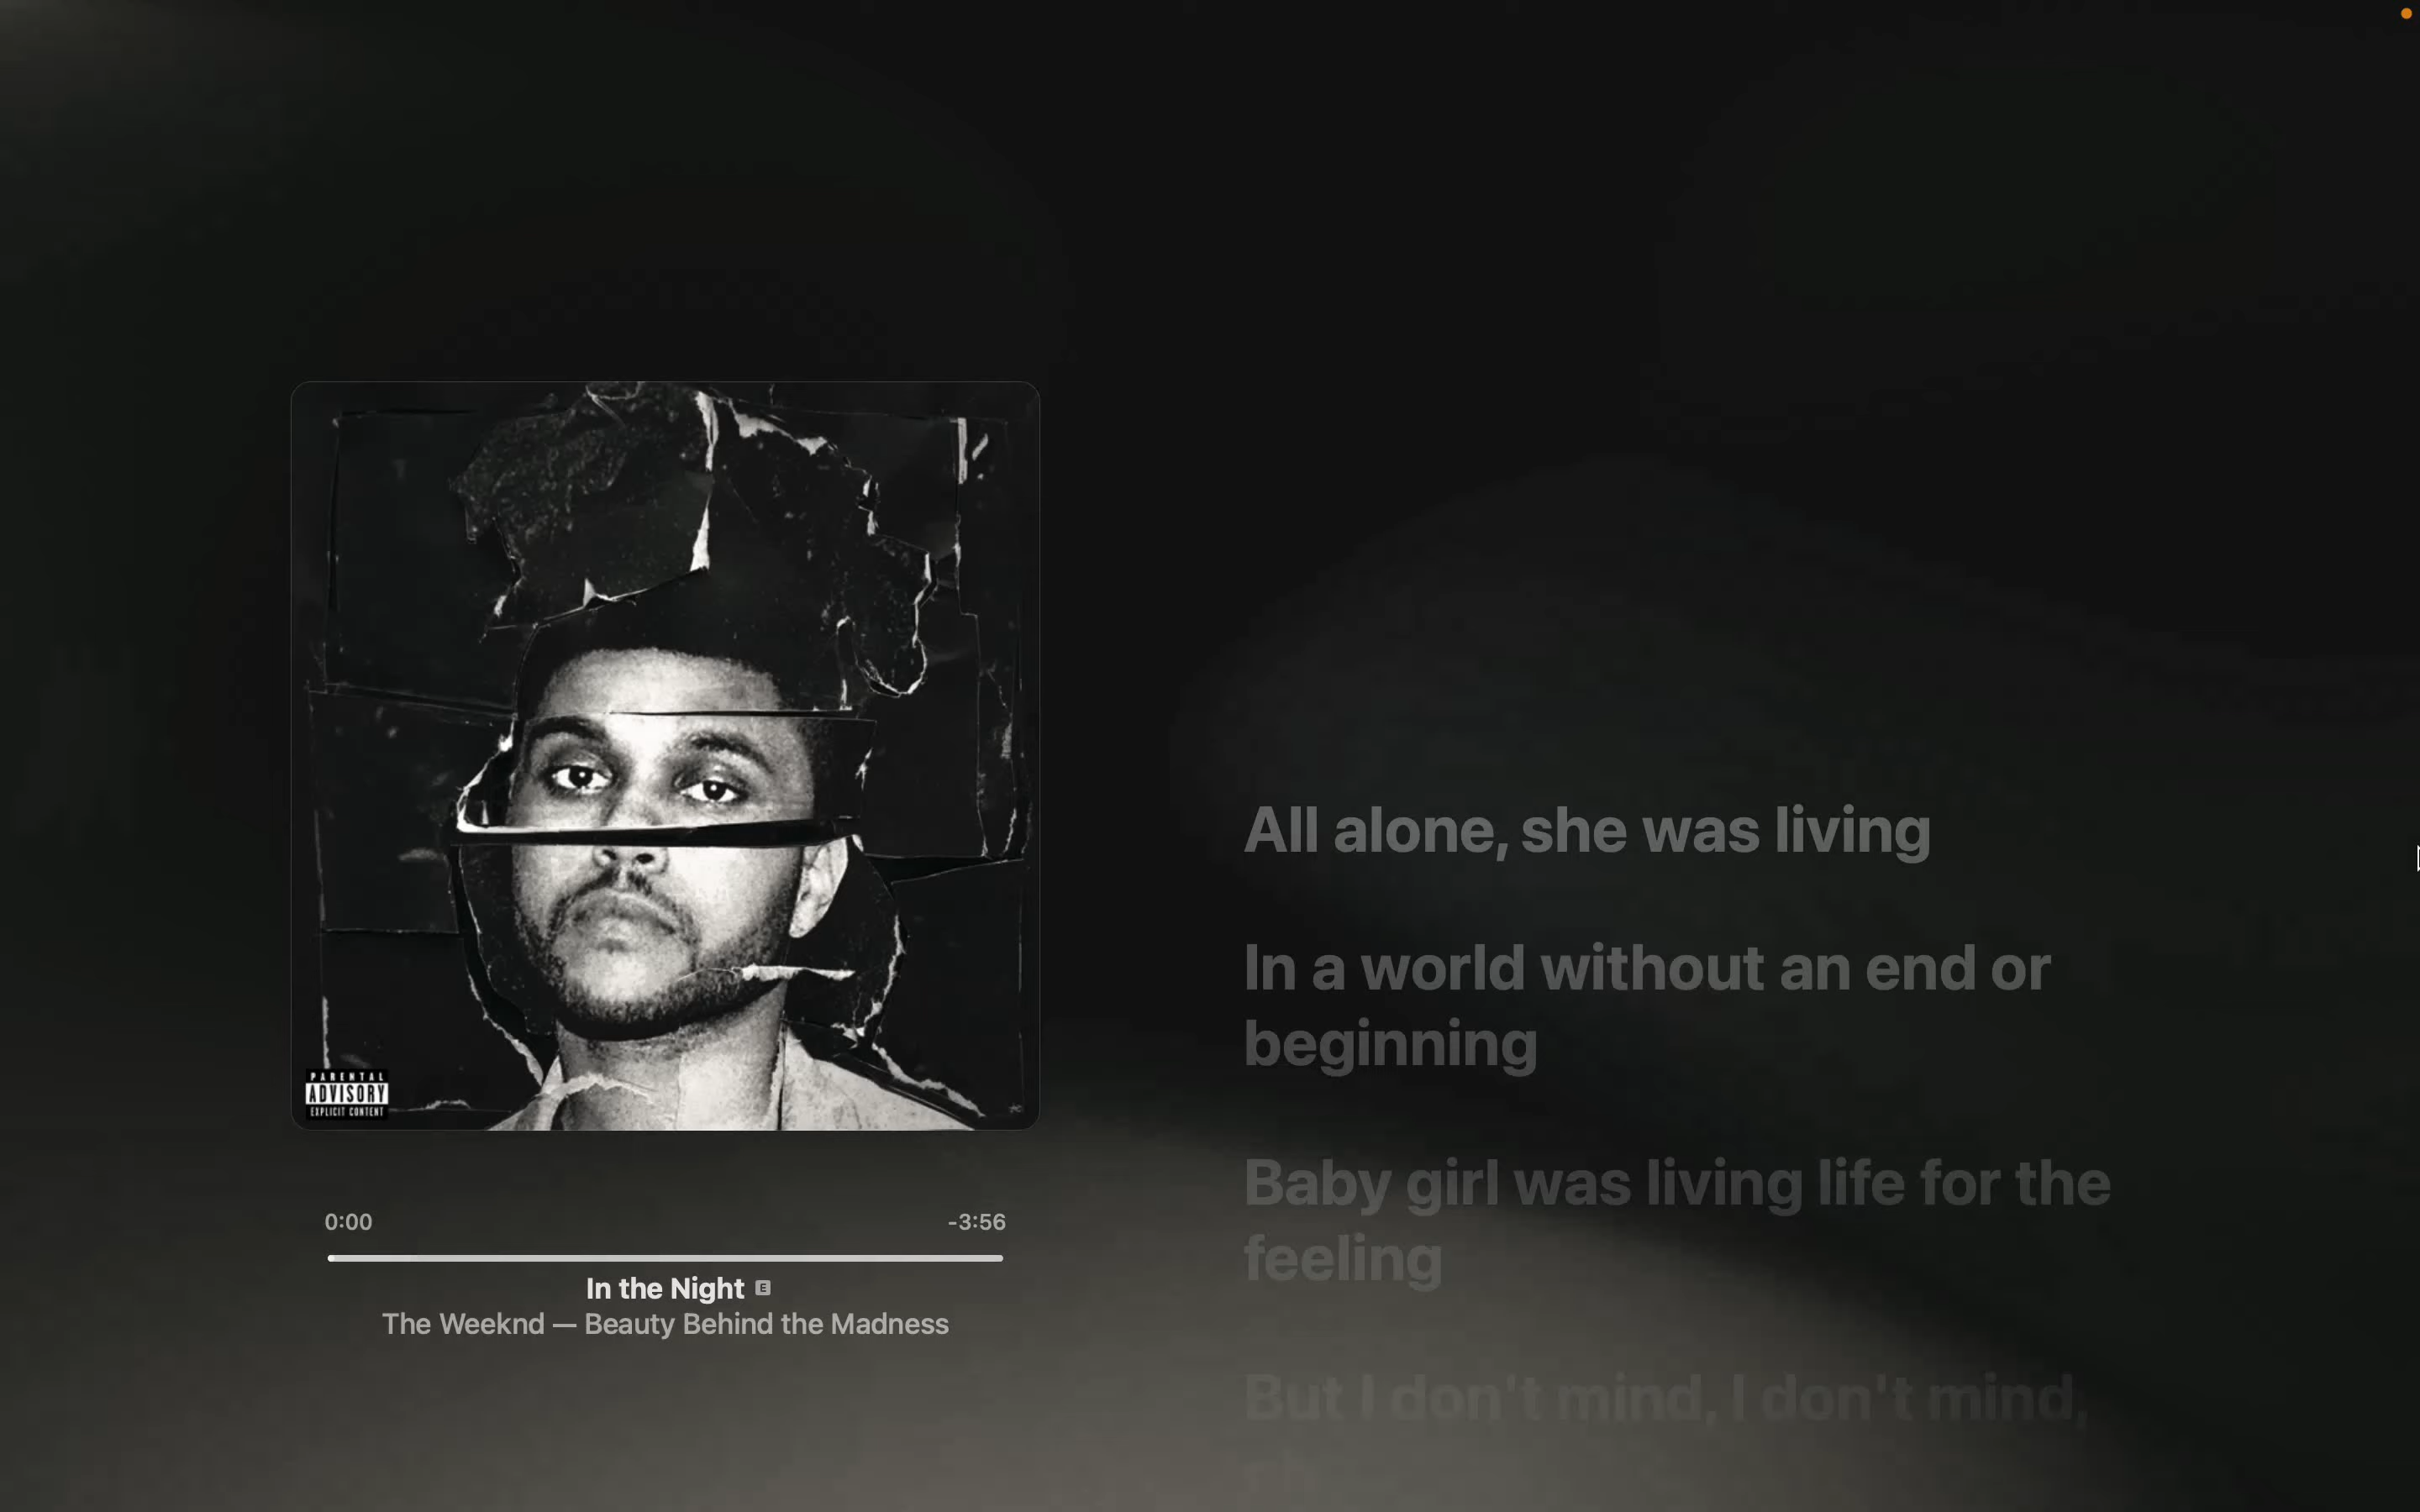 PARENTAL
ADVISORY
EXPLICIT CONTENT
0:00
-3:56
In the Night E
The Weeknd — Beauty Behind the Madness
All alone, she was living
In a world without an end or
beginning
Baby girl was living life for the
feeling
But I don't mind, I don't mind,